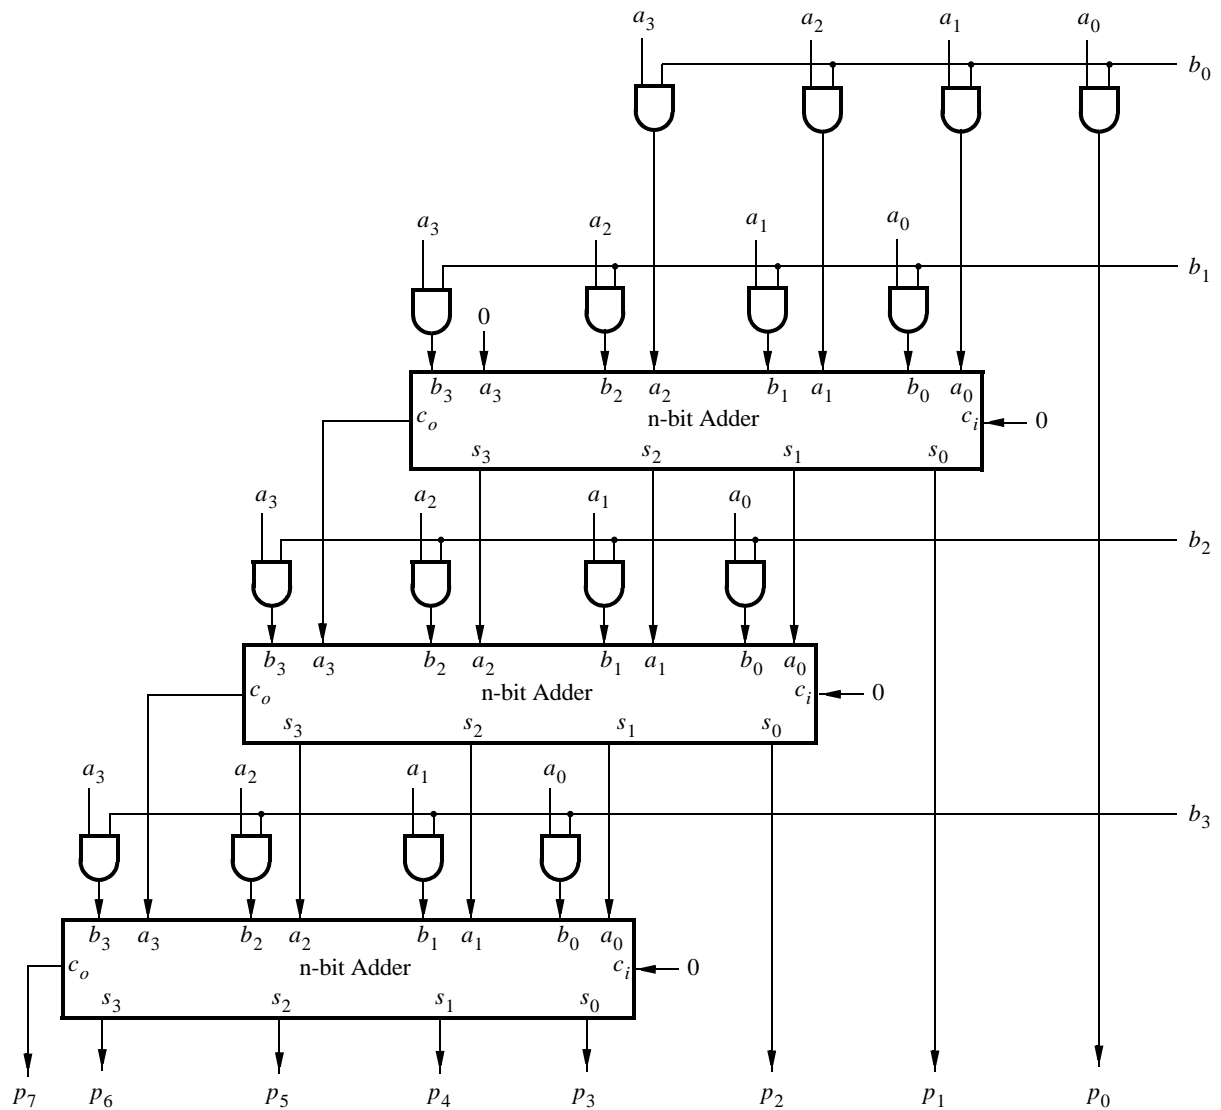 a3 a2 a1 a0
b0
a3 a2 a1 a0
b1
0
b3 a3 b2 a2 b1 a1 b0 a0
co n-bit Adder ci 0
s3 s2 s1 s0
a3 a2 a1 a0
b2
b3 a3 b2 a2 b1 a1 b0 a0
co n-bit Adder ci 0
s3 s2 s1 s0
a3 a2 a1 a0
b3
b3 a3 b2 a2 b1 a1 b0 a0
co n-bit Adder ci 0
s3 s2 s1 s0
p7 p6 p5 p4 p3 p2 p1 p0